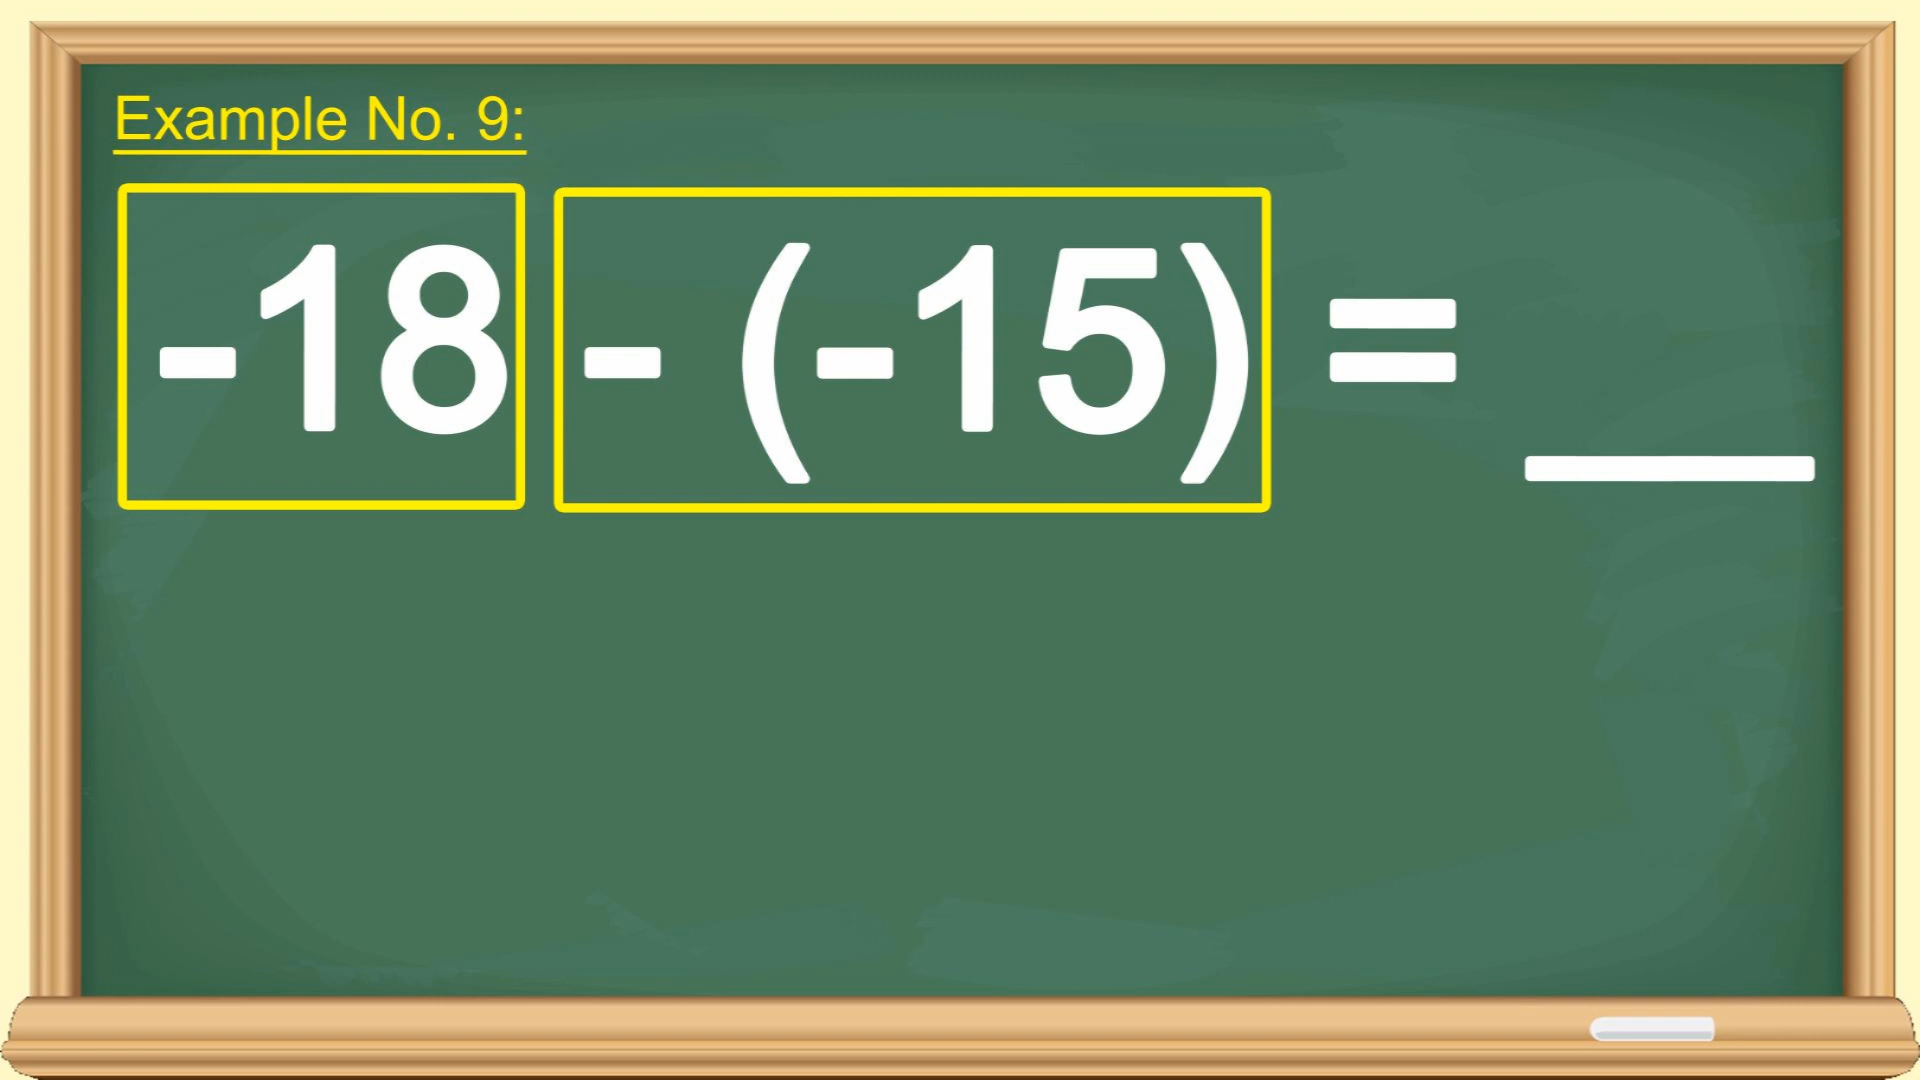 Example No. 9:
-18 - (-15) = ___